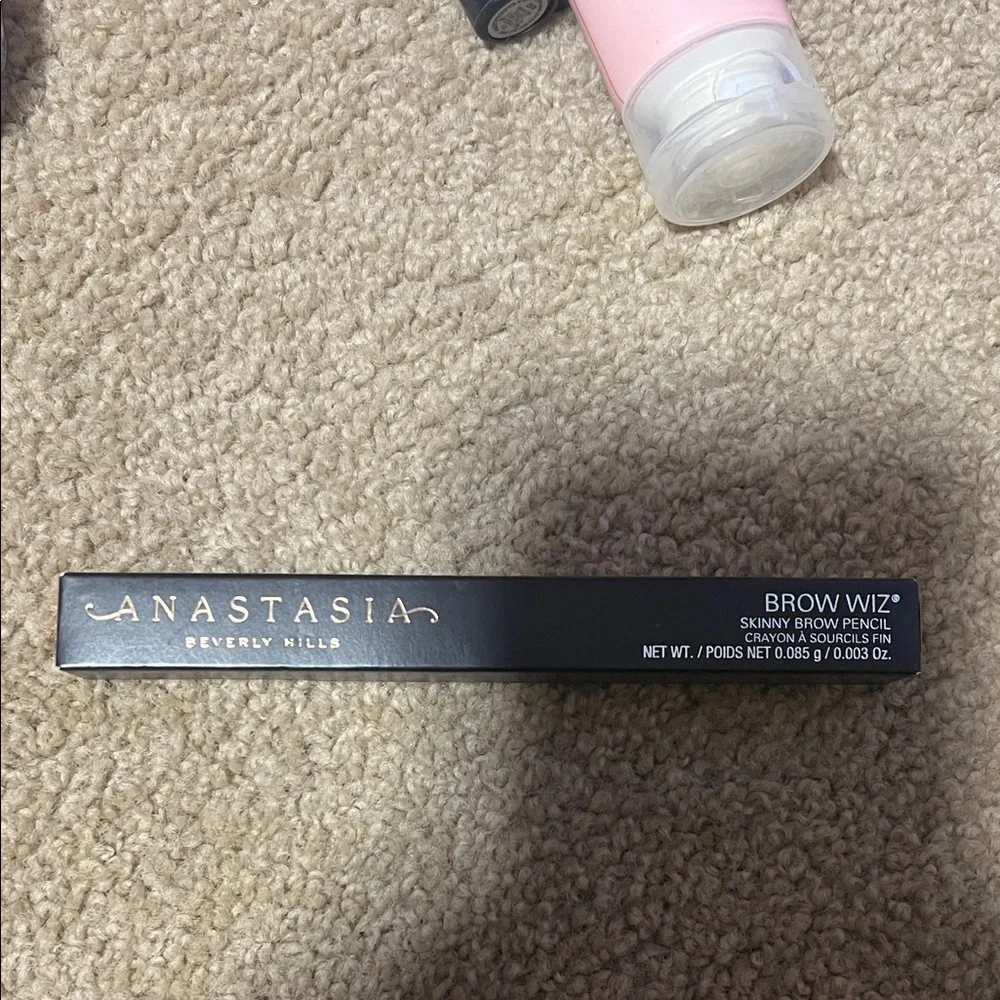 ANASTASIA
BEVERLY HILLS
BROW WIZ®
SKINNY BROW PENCIL
CRAYON À SOURCILS FIN
NET WT. / POIDS NET 0.085 g / 0.003 Oz.